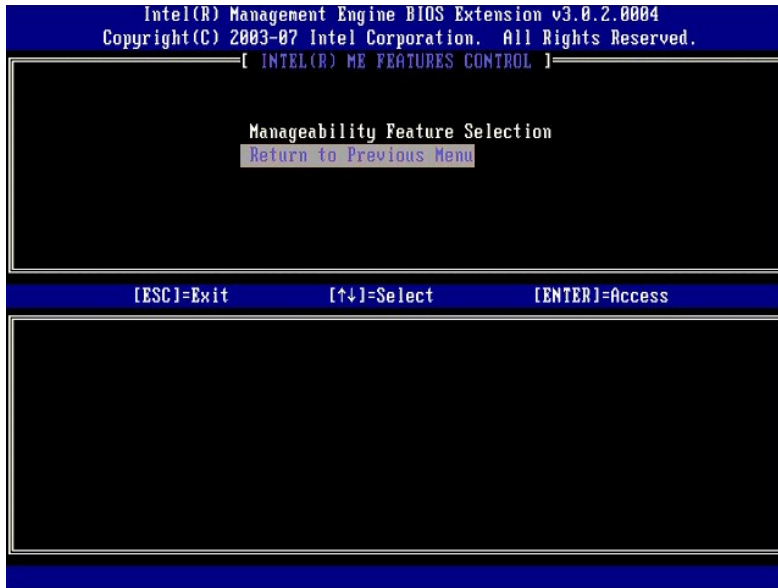 Intel(R) Management Engine BIOS Extension v3.0.2.0004
Copyright(C) 2003-07 Intel Corporation. All Rights Reserved.
[ INTEL(R) ME FEATURES CONTROL ]
Manageability Feature Selection
Return to Previous Menu
[ESC]=Exit [↑↓]=Select [ENTER]=Access